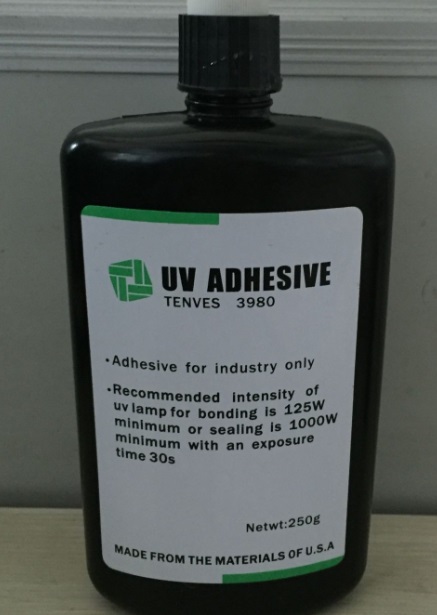 UV ADHESIVE
TENVES 3980
•Adhesive for industry only
•Recommended intensity of
uv lamp for bonding is 125W
minimum or sealing is 1000W
minimum with an exposure
time 30s
Netwt:250g
MADE FROM THE MATERIALS OF U.S.A